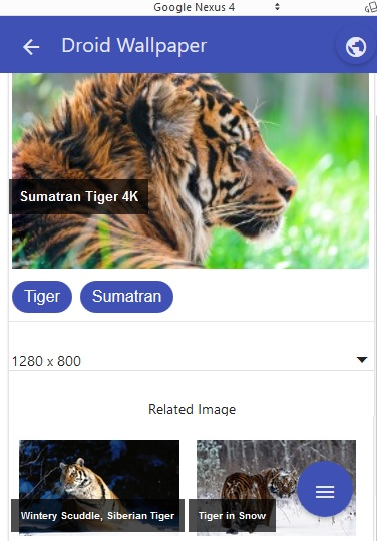 Google Nexus 4
Droid Wallpaper
Sumatran Tiger 4K
Tiger
Sumatran
1280 x 800
Related Image
Wintery Scuddle, Siberian Tiger
Tiger in Snow